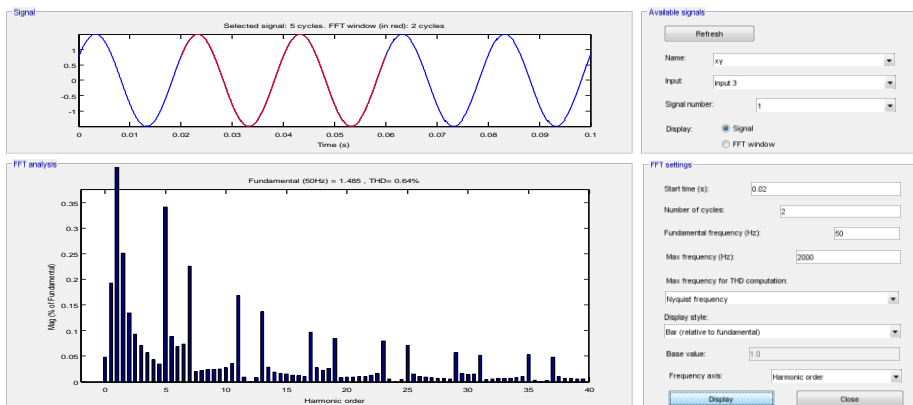 Signal
Selected signal: 5 cycles. FFT window (in red): 2 cycles
1
0.5
0
-0.5
-1
0 0.01 0.02 0.03 0.04 0.05 0.06 0.07 0.08 0.09 0.1
Time (s)
FFT analysis
Fundamental (50Hz) = 1.485 , THD= 0.64%
Mag (% of Fundamental)
0.35
0.3
0.25
0.2
0.15
0.1
0.05
0
0 5 10 15 20 25 30 35 40
Harmonic order
Available signals
Refresh
Name: xy
Input: input 3
Signal number: 1
Display: Signal
FFT window
FFT settings
Start time (s): 0.02
Number of cycles: 2
Fundamental frequency (Hz): 50
Max frequency (Hz): 2000
Max frequency for THD computation:
Nyquist frequency
Display style:
Bar (relative to fundamental)
Base value: 1.0
Frequency axis: Harmonic order
Display Close